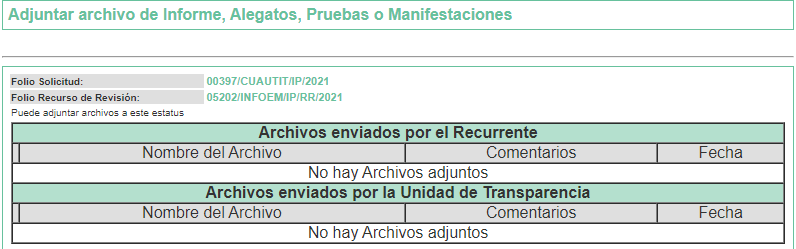 Adjuntar archivo de Informe, Alegatos, Pruebas o Manifestaciones
Folio Solicitud: 00397/CUAUTIT/IP/2021
Folio Recurso de Revisión: 05202/INFOEM/IP/RR/2021
Puede adjuntar archivos a este estatus
Archivos enviados por el Recurrente
Nombre del Archivo Comentarios Fecha
No hay Archivos adjuntos
Archivos enviados por la Unidad de Transparencia
Nombre del Archivo Comentarios Fecha
No hay Archivos adjuntos